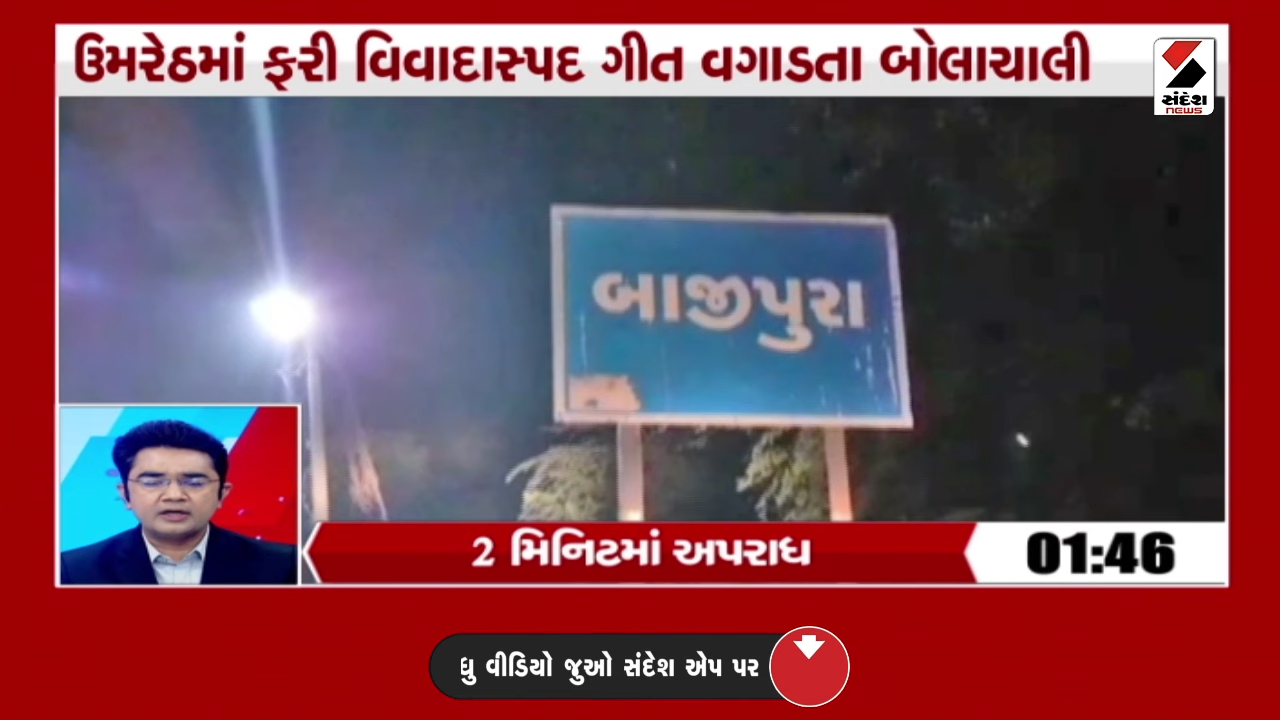 ઉમરેઠમાં ફરી વિવાદાસ્પદ ગીત વગાડતા બોલાચાલી
સંદેશ
NEWS
બાજીપુરા
2 મિનિટમાં અપરાધ
01:46
ધુ વીડિયો જુઓ સંદેશ એપ પર